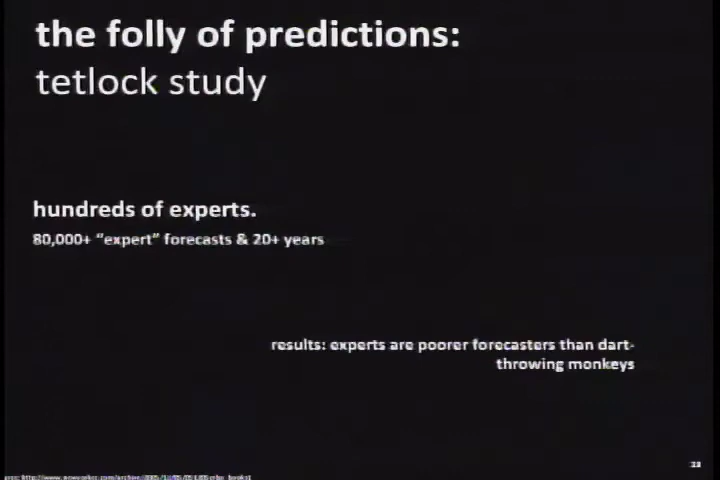 the folly of predictions:
tetlock study
hundreds of experts.
80,000+ “expert” forecasts & 20+ years
results: experts are poorer forecasters than dart-
throwing monkeys